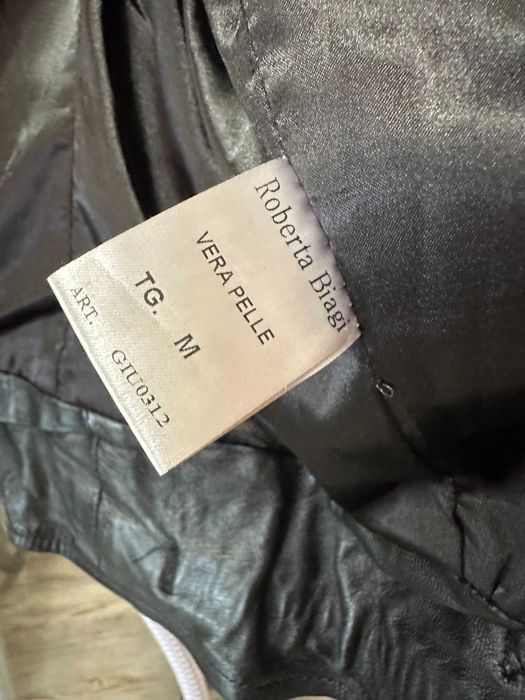 Roberta Biagi
VERA PELLE
TG. M
ART. GIU0312